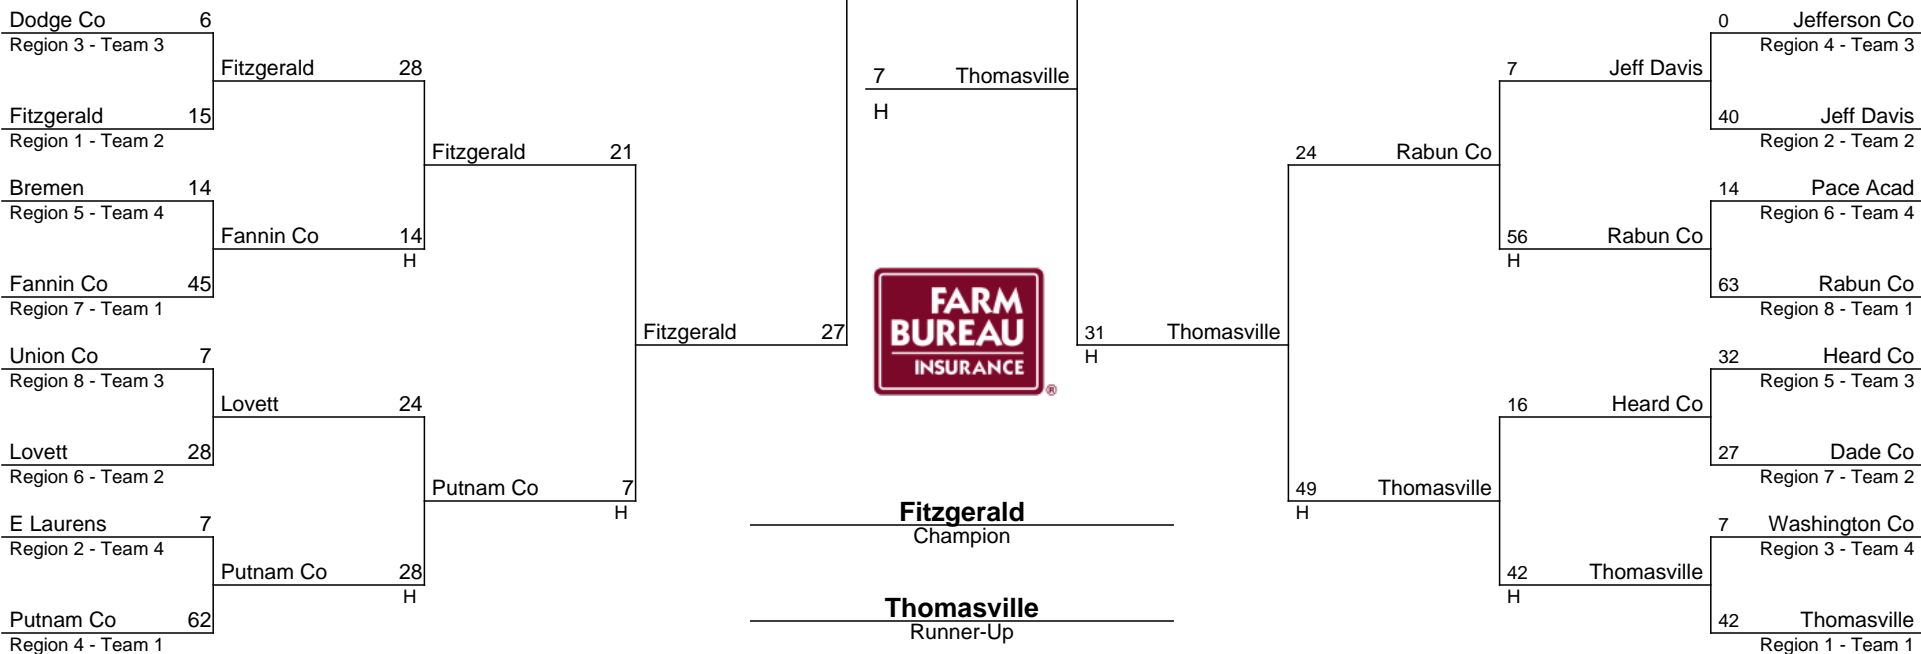 Dodge Co 6
Region 3 - Team 3
Fitzgerald 28
Fitzgerald 15
Region 1 - Team 2
Fitzgerald 21
Bremen 14
Region 5 - Team 4
Fannin Co 14
H
Fannin Co 45
Region 7 - Team 1
Fitzgerald 27
Union Co 7
Region 8 - Team 3
Lovett 24
Lovett 28
Region 6 - Team 2
Putnam Co 7
H
E Laurens 7
Region 2 - Team 4
Putnam Co 28
H
Putnam Co 62
Region 4 - Team 1
7 Thomasville
H
FARM
BUREAU
INSURANCE
®
Fitzgerald
Champion
Thomasville
Runner-Up
0 Jefferson Co
Region 4 - Team 3
7 Jeff Davis
40 Jeff Davis
Region 2 - Team 2
24 Rabun Co
14 Pace Acad
Region 6 - Team 4
56 Rabun Co
H
63 Rabun Co
Region 8 - Team 1
31 Thomasville
H
32 Heard Co
Region 5 - Team 3
16 Heard Co
27 Dade Co
Region 7 - Team 2
49 Thomasville
H
7 Washington Co
Region 3 - Team 4
42 Thomasville
H
42 Thomasville
Region 1 - Team 1